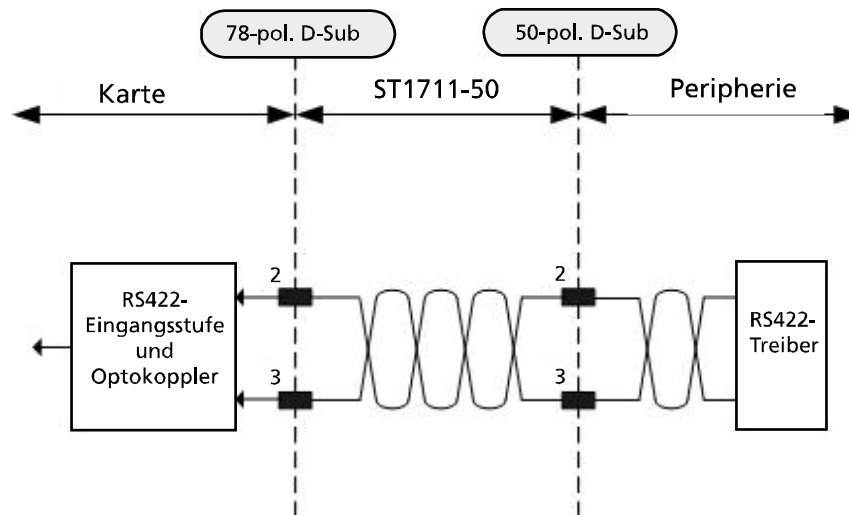 78-pol. D-Sub
50-pol. D-Sub
Karte
ST1711-50
Peripherie
2
2
RS422-
Eingangsstufe
und
Optokoppler
RS422-
Treiber
3
3